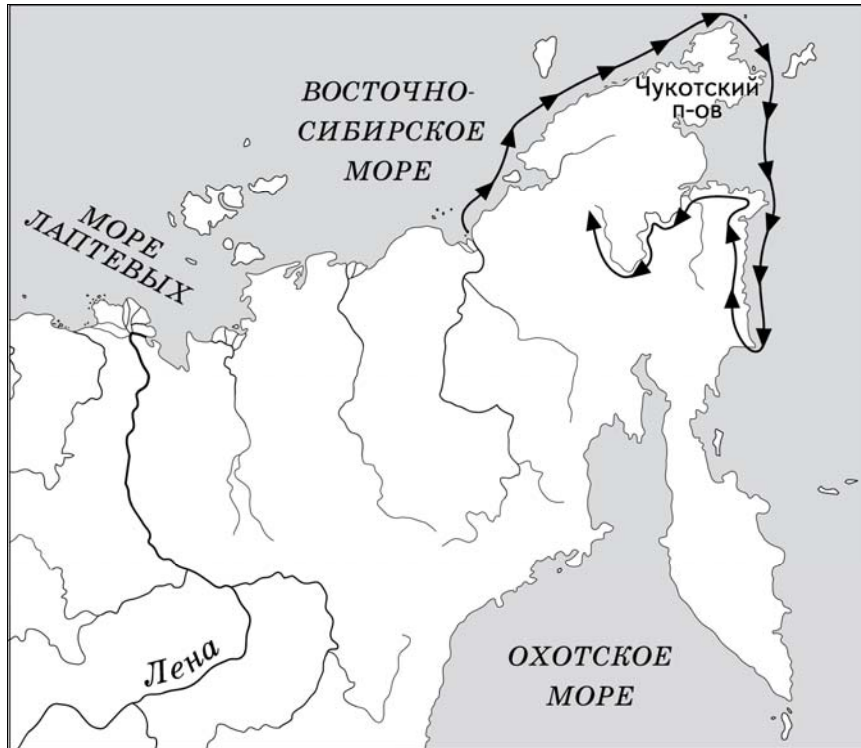 ВОСТОЧНО-
СИБИРСКОЕ
МОРЕ
Чукотский
п-ов
МОРЕ
ЛАПТЕВЫХ
Лена
ОХОТСКОЕ
МОРЕ